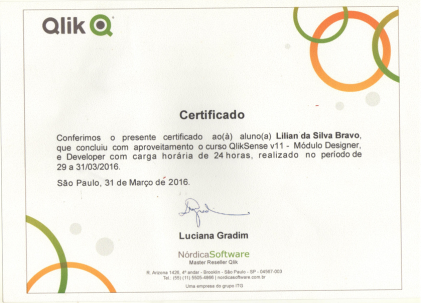 Qlik
Certificado
Conferimos o presente certificado ao(à) aluno(a) Lilian da Silva Bravo,
que concluiu com aproveitamento o curso QlikSense v11 - Módulo Designer,
e Developer com carga horária de 24 horas, realizado no período de
29 a 31/03/2016.
São Paulo, 31 de Março de 2016.
Luciana Gradim
NórdicaSoftware
Master Reseller Qlik
R. Arizona 1426, 4º andar - Brooklin - São Paulo - SP - 04567-003
Tel.: (55) (11) | nordicasoftware.com.br
Uma empresa do grupo ITG